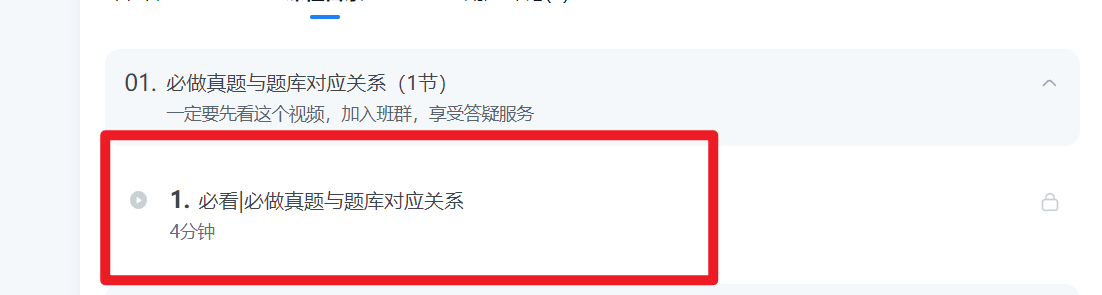 01. 必做真题与题库对应关系（1节）
一定要先看这个视频，加入班群，享受答疑服务
1. 必看|必做真题与题库对应关系
4分钟